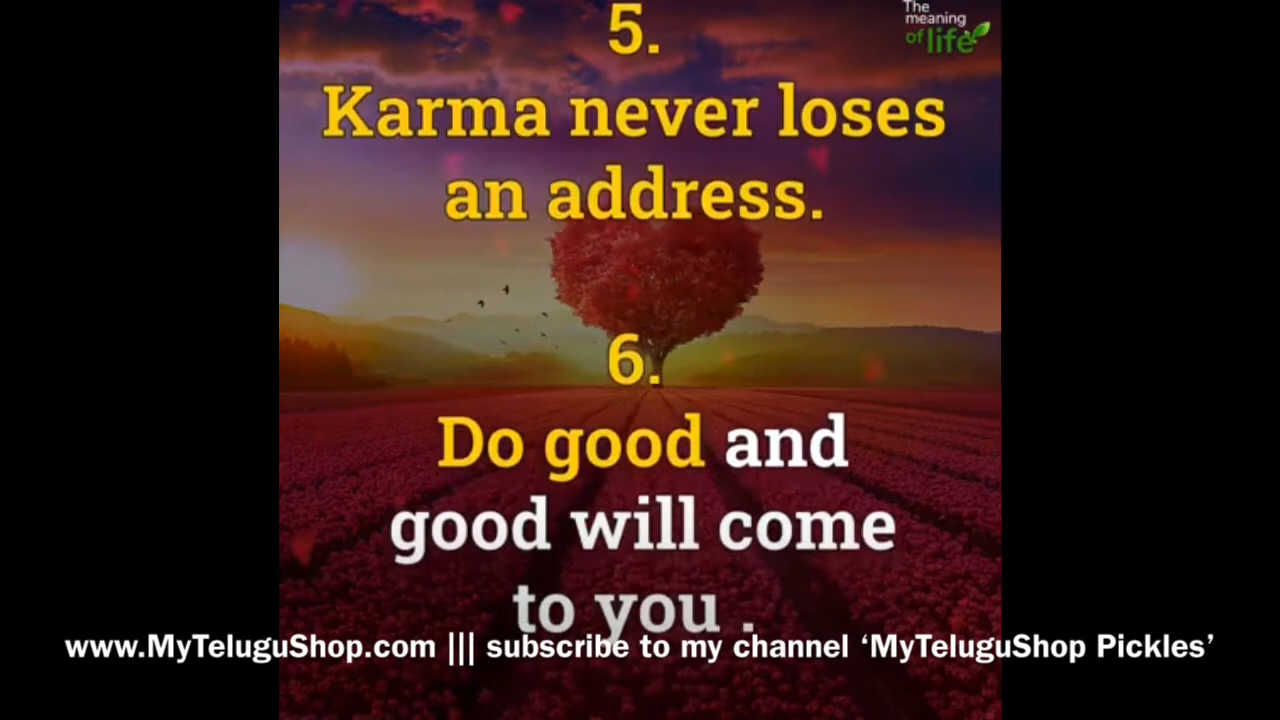 The
meaning
of life
5.
Karma never loses
an address.
6.
Do good and
good will come
to you .
www.MyTeluguShop.com ||| subscribe to my channel ‘MyTeluguShop Pickles’